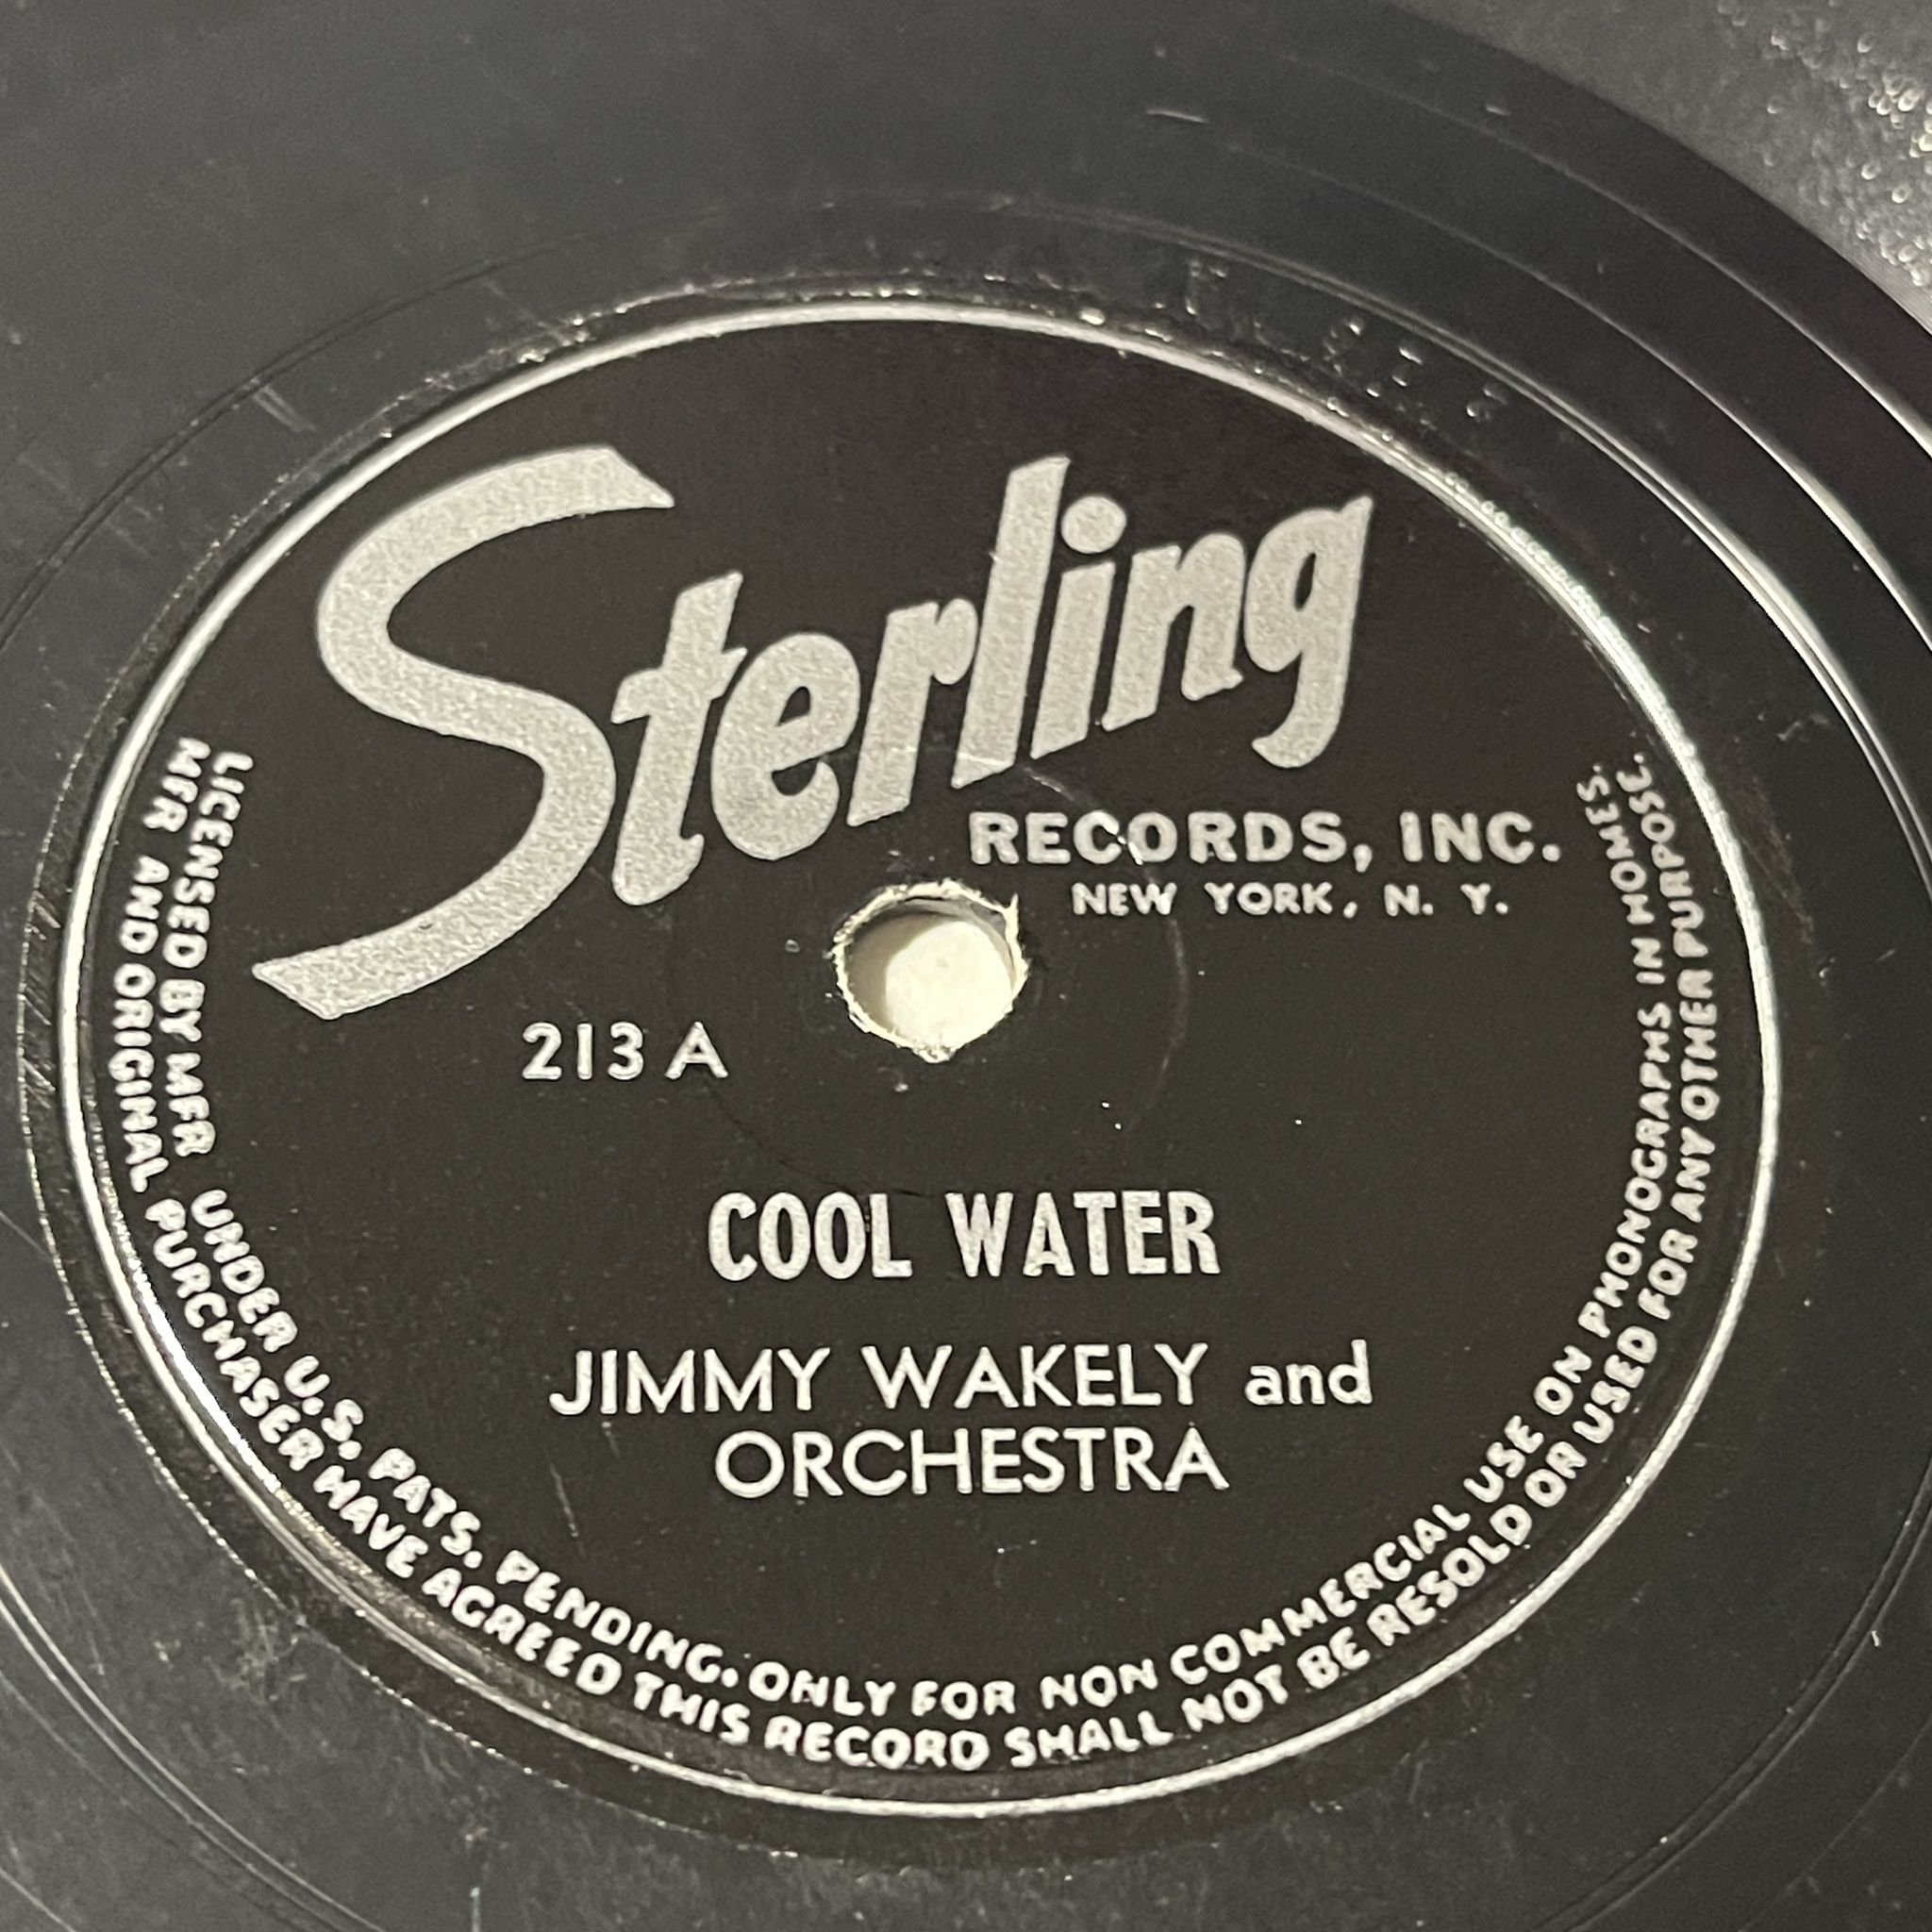 Sterling
RECORDS, INC.
NEW YORK, N. Y.
213 A
COOL WATER
JIMMY WAKELY and
ORCHESTRA
LICENSED BY MFR UNDER U.S. PATS. PENDING. ONLY FOR NON COMMERCIAL USE ON PHONOGRAPHS IN HOMES.
MFR AND ORIGINAL PURCHASER HAVE AGREED THIS RECORD SHALL NOT BE RESOLD OR USED FOR ANY OTHER PURPOSE.